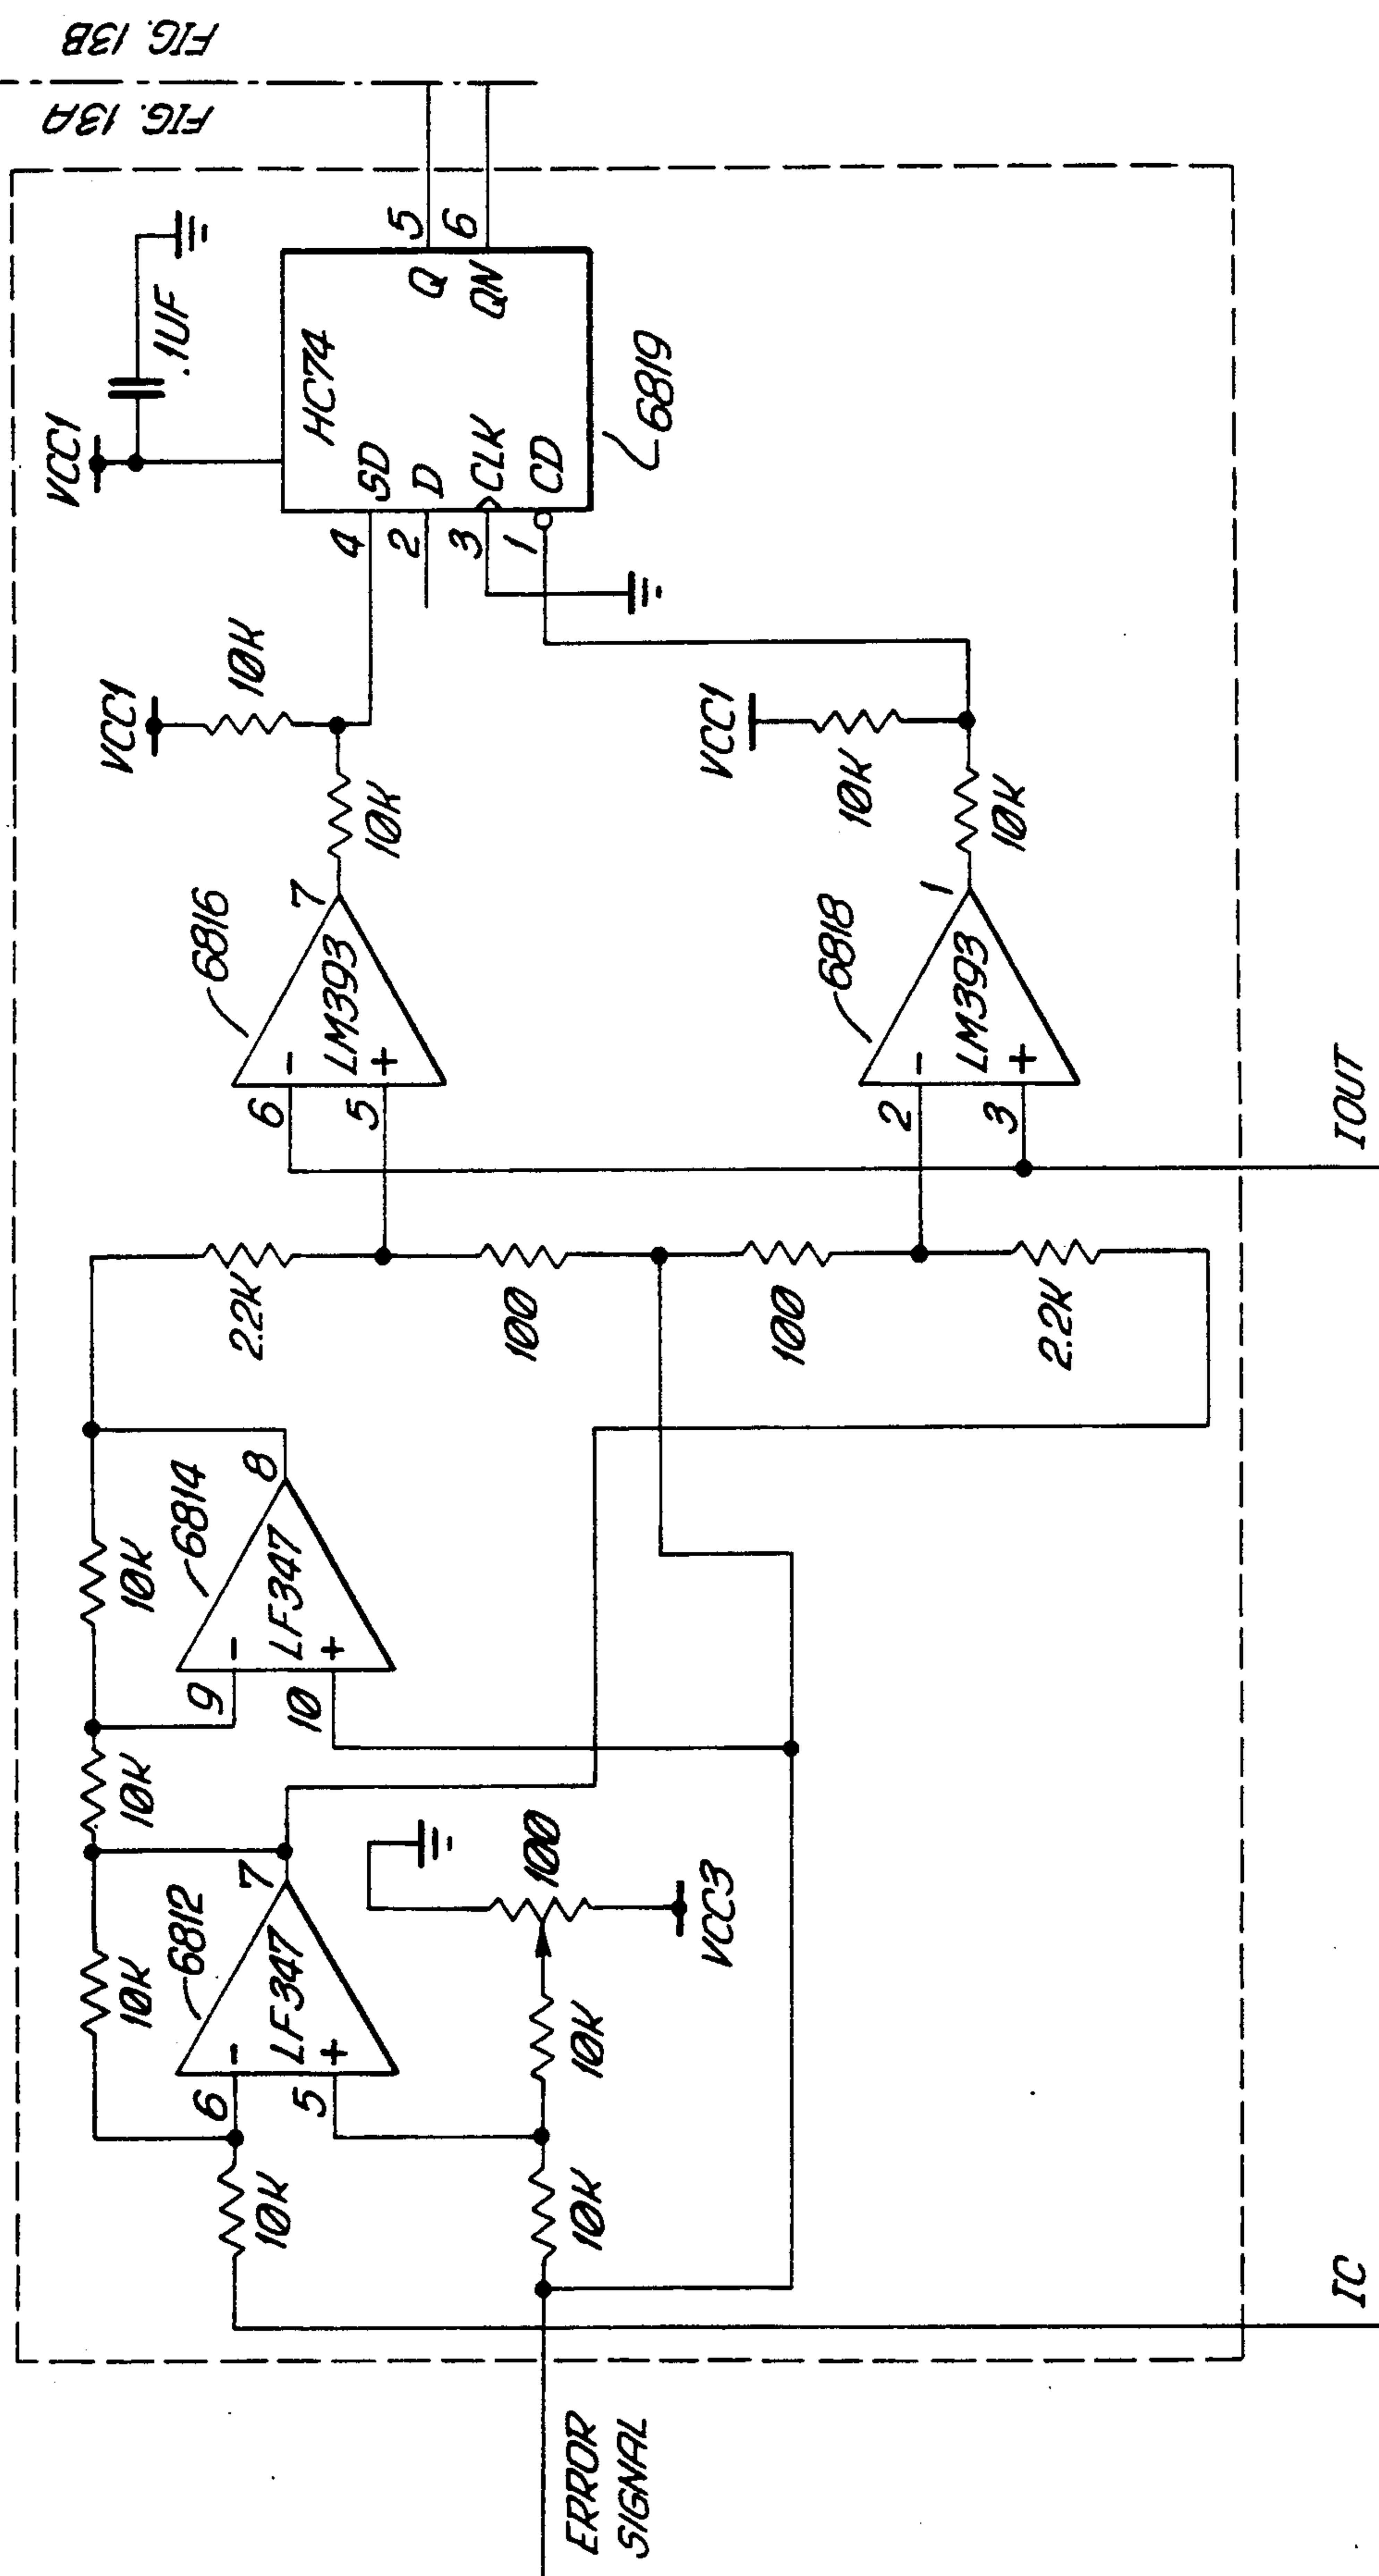 FIG. 13A
FIG. 13B
ERROR
SIGNAL
IC
IOUT
10K
10K
6
5
LF347
7
6812
10K
10K
100
VCC3
10K
9
10
LF347
8
6814
10K
2.2K
100
100
2.2K
6
5
LM393
7
6816
10K
VCC1
10K
2
3
LM393
1
6818
10K
VCC1
10K
VCC1
.1UF
HC74
4
SD
2
D
3
CLK
1
CD
Q
5
QN
6
6819